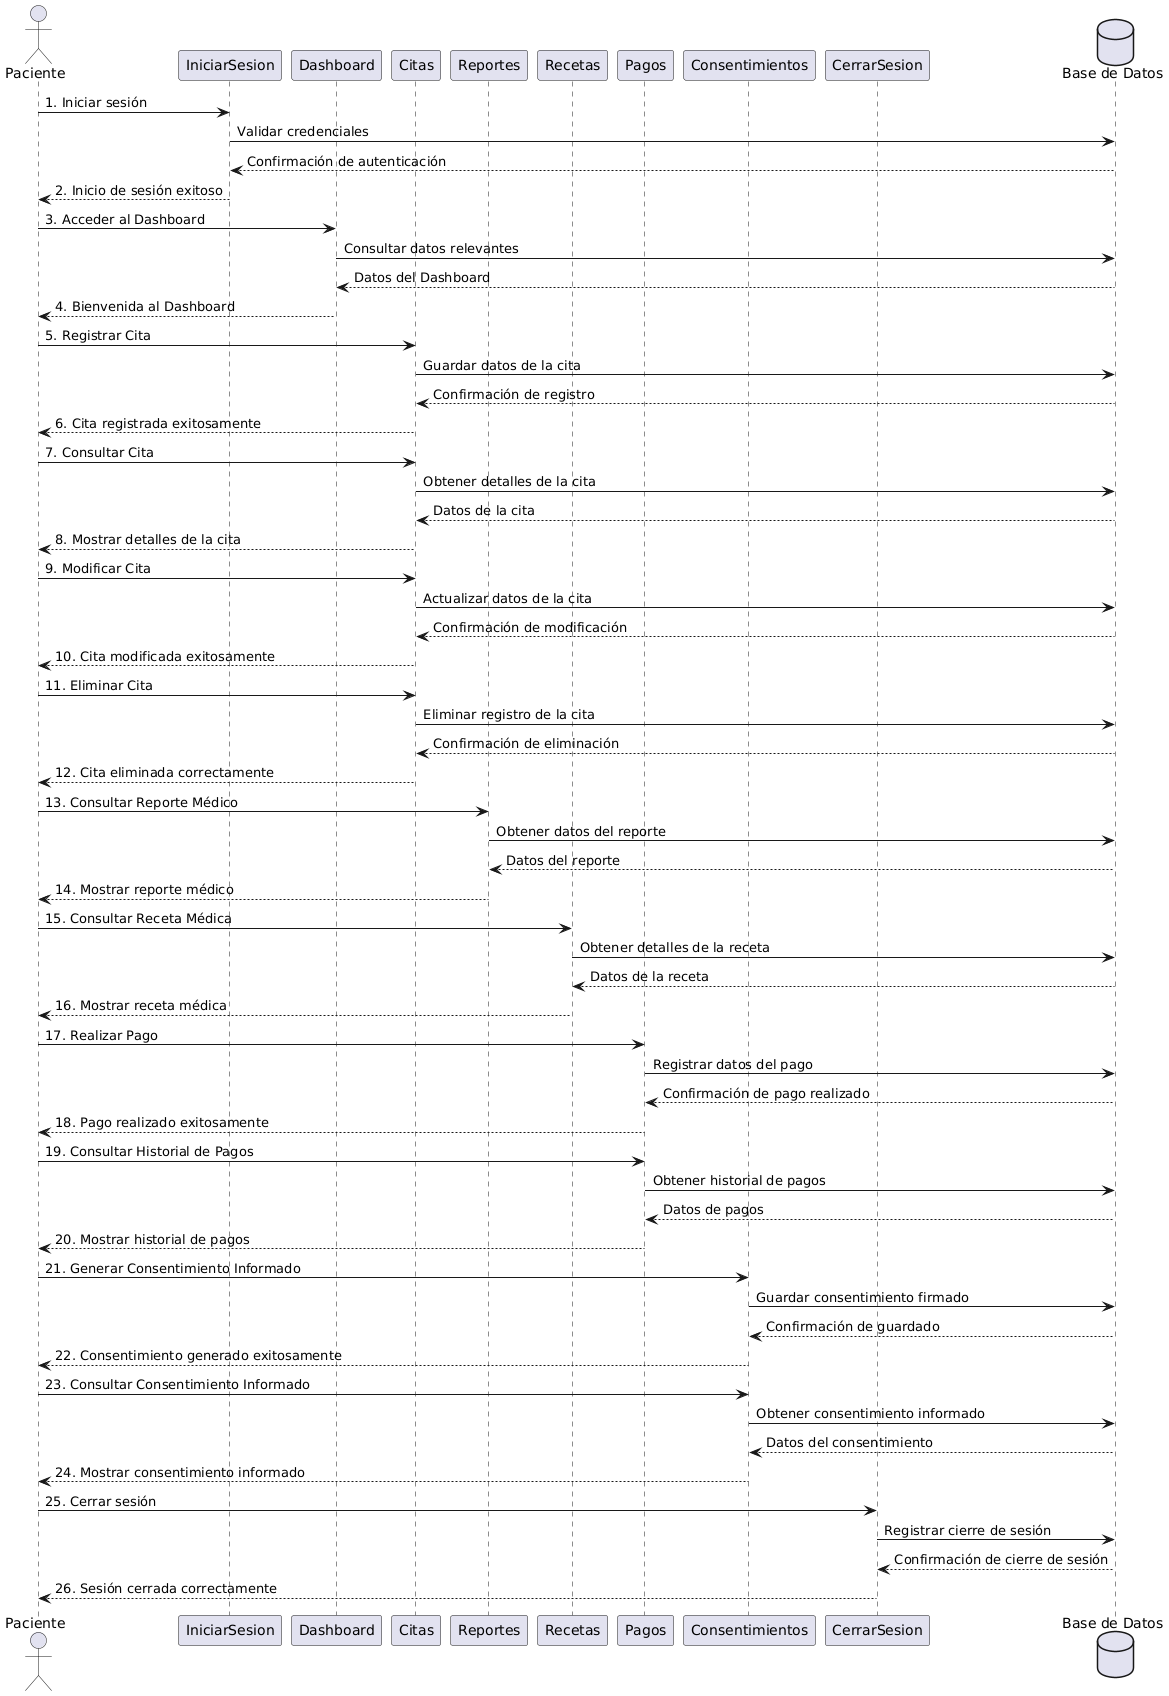 Paciente
IniciarSesion
Dashboard
Citas
Reportes
Recetas
Pagos
Consentimientos
CerrarSesion
Base de Datos
1. Iniciar sesión
Validar credenciales
Confirmación de autenticación
2. Inicio de sesión exitoso
3. Acceder al Dashboard
Consultar datos relevantes
Datos del Dashboard
4. Bienvenida al Dashboard
5. Registrar Cita
Guardar datos de la cita
Confirmación de registro
6. Cita registrada exitosamente
7. Consultar Cita
Obtener detalles de la cita
Datos de la cita
8. Mostrar detalles de la cita
9. Modificar Cita
Actualizar datos de la cita
Confirmación de modificación
10. Cita modificada exitosamente
11. Eliminar Cita
Eliminar registro de la cita
Confirmación de eliminación
12. Cita eliminada correctamente
13. Consultar Reporte Médico
Obtener datos del reporte
Datos del reporte
14. Mostrar reporte médico
15. Consultar Receta Médica
Obtener detalles de la receta
Datos de la receta
16. Mostrar receta médica
17. Realizar Pago
Registrar datos del pago
Confirmación de pago realizado
18. Pago realizado exitosamente
19. Consultar Historial de Pagos
Obtener historial de pagos
Datos de pagos
20. Mostrar historial de pagos
21. Generar Consentimiento Informado
Guardar consentimiento firmado
Confirmación de guardado
22. Consentimiento generado exitosamente
23. Consultar Consentimiento Informado
Obtener consentimiento informado
Datos del consentimiento
24. Mostrar consentimiento informado
25. Cerrar sesión
Registrar cierre de sesión
Confirmación de cierre de sesión
26. Sesión cerrada correctamente
Paciente
IniciarSesion
Dashboard
Citas
Reportes
Recetas
Pagos
Consentimientos
CerrarSesion
Base de Datos